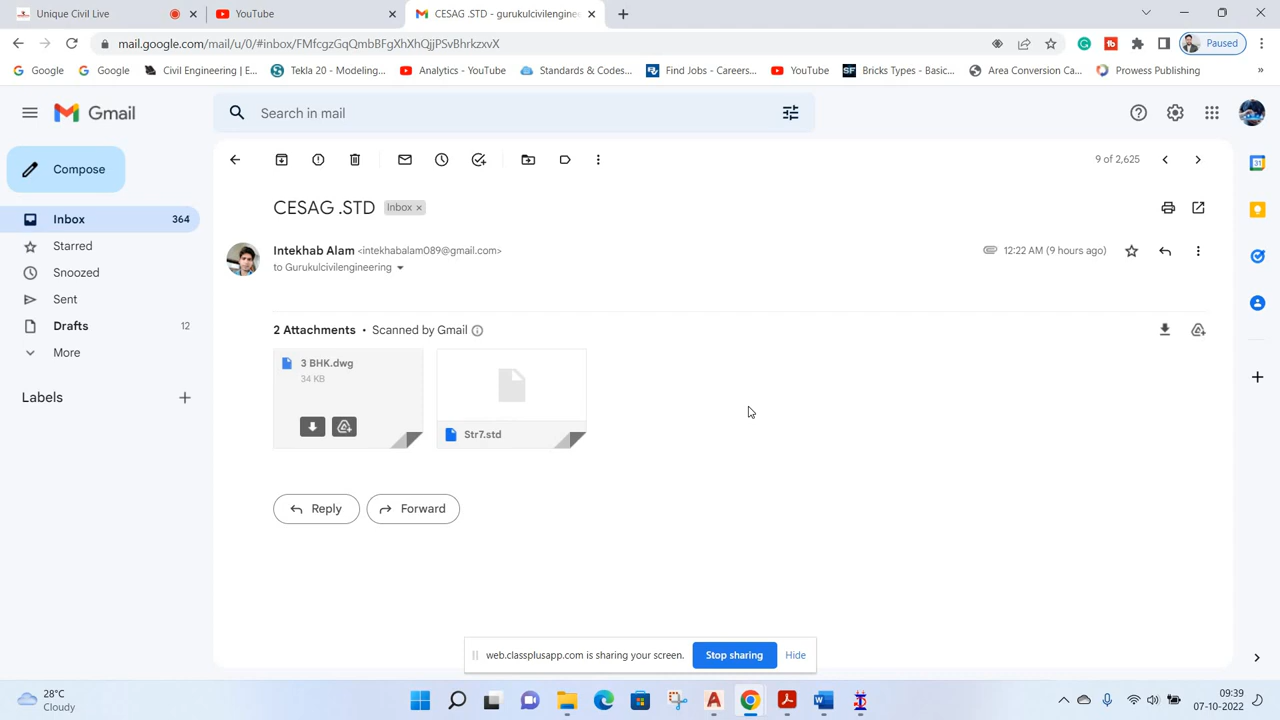 Unique Civil Live
YouTube
CESAG .STD - gurukulcivilenginee
mail.google.com/mail/u/0/#inbox/
Paused
Google
Google
Civil Engineering | E...
Tekla 20 - Modeling...
Analytics - YouTube
Standards & Codes...
Find Jobs - Careers...
YouTube
SF
Bricks Types - Basic...
Area Conversion Ca...
Prowess Publishing
»
Gmail
Search in mail
Compose
9 of 2,625
Inbox 364
Starred
Snoozed
Sent
Drafts 12
More
Labels
CESAG .STD Inbox ×
Intekhab Alam <intekhabalam089@gmail.com>
12:22 AM (9 hours ago)
to Gurukulcivilengineering
2 Attachments • Scanned by Gmail
3 BHK.dwg
34 KB
Str7.std
Reply
Forward
web.classplusapp.com is sharing your screen.
Stop sharing
Hide
28°C
Cloudy
09:39
07-10-2022